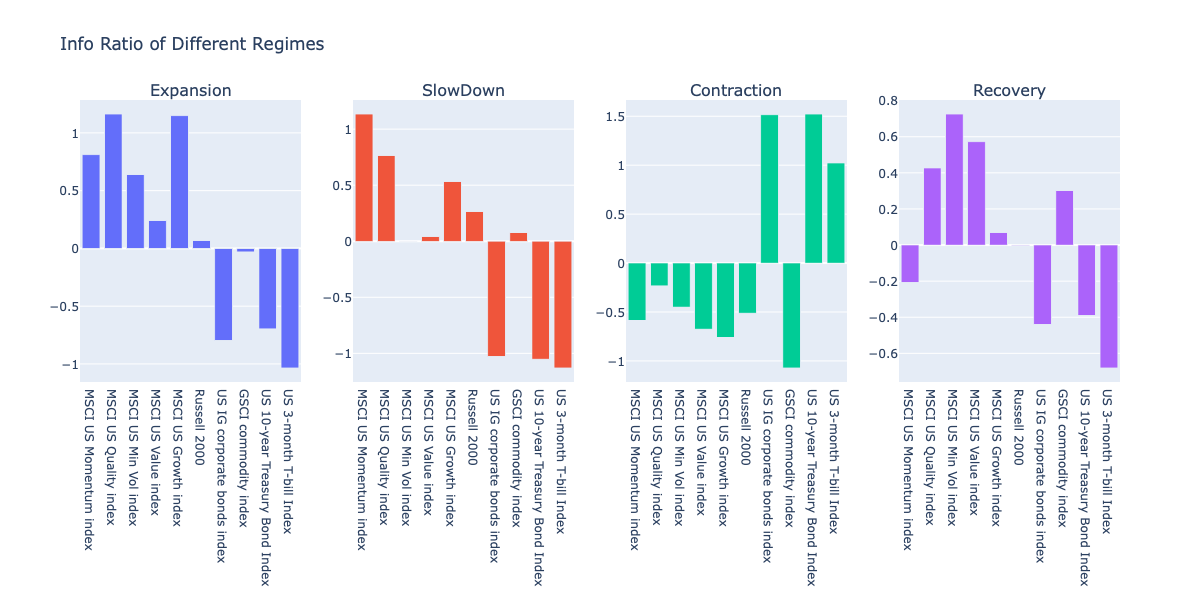 Info Ratio of Different Regimes
Expansion
SlowDown
Contraction
Recovery
1
0.5
0
−0.5
−1
1
0.5
0
−0.5
−1
1.5
1
0.5
0
−0.5
−1
0.8
0.6
0.4
0.2
0
−0.2
−0.4
−0.6
MSCI US Momentum index
MSCI US Quality index
MSCI US Min Vol index
MSCI US Value index
MSCI US Growth index
Russell 2000
US IG corporate bonds index
GSCI commodity index
US 10-year Treasury Bond Index
US 3-month T-bill Index
MSCI US Momentum index
MSCI US Quality index
MSCI US Min Vol index
MSCI US Value index
MSCI US Growth index
Russell 2000
US IG corporate bonds index
GSCI commodity index
US 10-year Treasury Bond Index
US 3-month T-bill Index
MSCI US Momentum index
MSCI US Quality index
MSCI US Min Vol index
MSCI US Value index
MSCI US Growth index
Russell 2000
US IG corporate bonds index
GSCI commodity index
US 10-year Treasury Bond Index
US 3-month T-bill Index
MSCI US Momentum index
MSCI US Quality index
MSCI US Min Vol index
MSCI US Value index
MSCI US Growth index
Russell 2000
US IG corporate bonds index
GSCI commodity index
US 10-year Treasury Bond Index
US 3-month T-bill Index